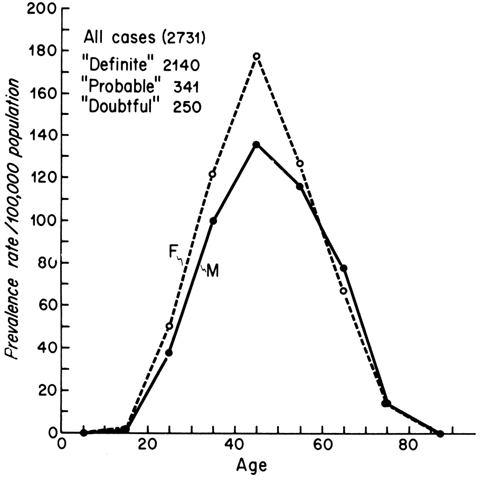 200
180
160
140
120
100
80
60
40
20
0
Prevalence rate/100,000 population
All cases (2731)
"Definite" 2140
"Probable" 341
"Doubtful" 250
F
M
0 20 40 60 80
Age